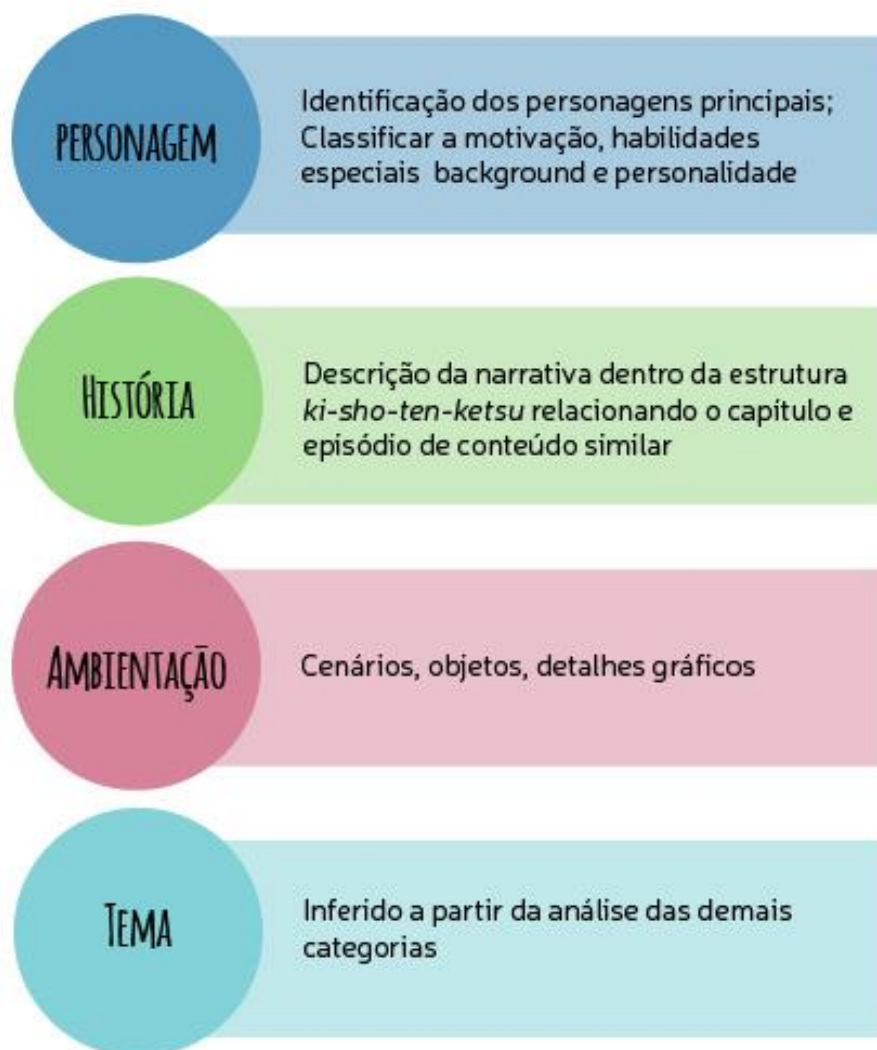 PERSONAGEM
Identificação dos personagens principais;
Classificar a motivação, habilidades
especiais background e personalidade
HISTÓRIA
Descrição da narrativa dentro da estrutura
ki-sho-ten-ketsu relacionando o capítulo e
episódio de conteúdo similar
AMBIENTAÇÃO
Cenários, objetos, detalhes gráficos
TEMA
Inferido a partir da análise das demais
categorias